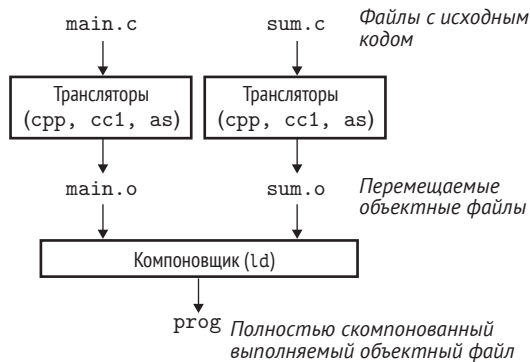 main.c
sum.c
Файлы с исходным
кодом
Трансляторы
(cpp, cc1, as)
Трансляторы
(cpp, cc1, as)
main.o
sum.o
Перемещаемые
объектные файлы
Компоновщик (ld)
prog
Полностью скомпонованный
выполняемый объектный файл